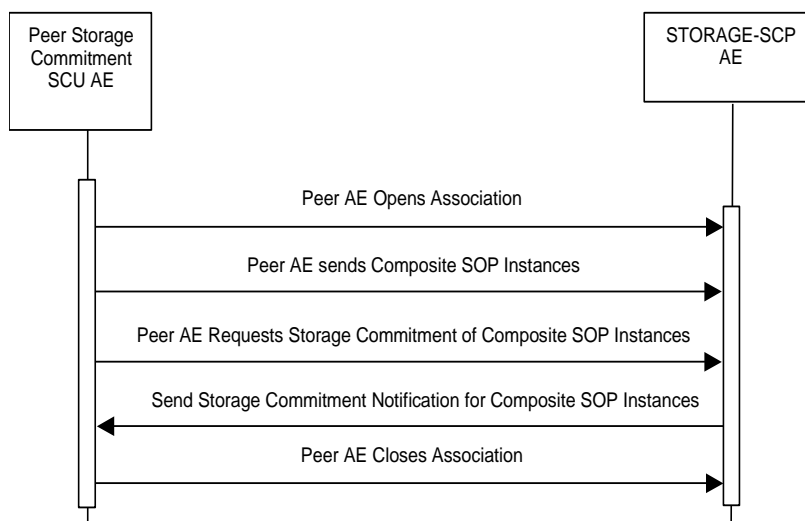 Peer Storage
Commitment
SCU AE
STORAGE-SCP
AE
Peer AE Opens Association
Peer AE sends Composite SOP Instances
Peer AE Requests Storage Commitment of Composite SOP Instances
Send Storage Commitment Notification for Composite SOP Instances
Peer AE Closes Association